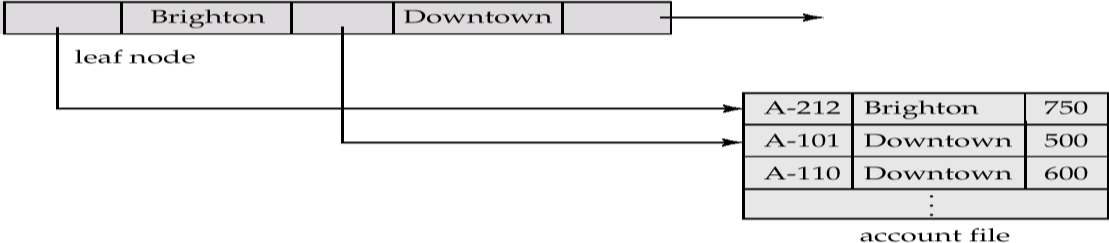 Brighton Downtown
leaf node
A-212 Brighton 750
A-101 Downtown 500
A-110 Downtown 600
account file